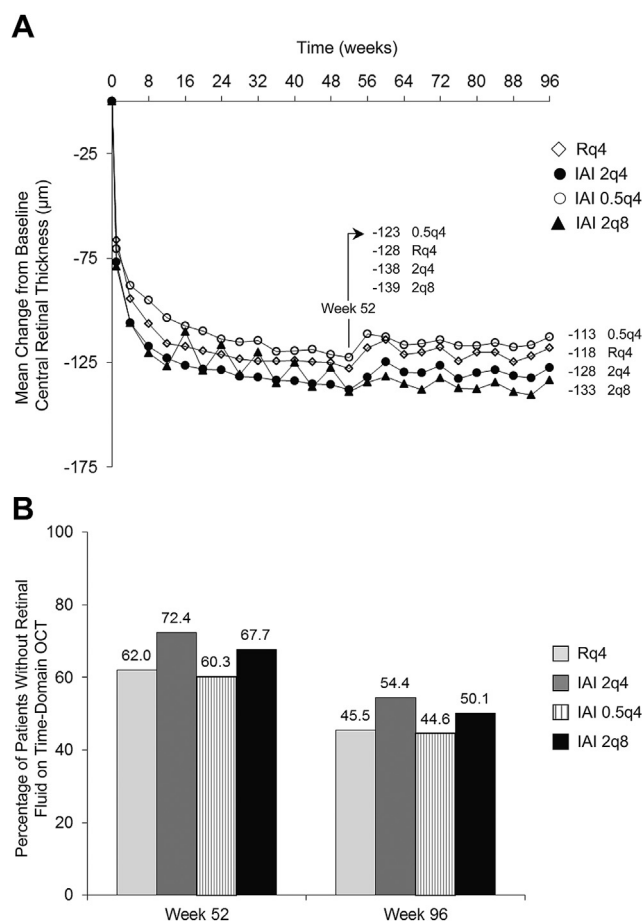 A
Time (weeks)
0 8 16 24 32 40 48 56 64 72 80 88 96
Mean Change from Baseline
Central Retinal Thickness (µm)
-25
-75
-125
-175
Rq4
IAI 2q4
IAI 0.5q4
IAI 2q8
-123 0.5q4
-128 Rq4
-138 2q4
-139 2q8
Week 52
-113 0.5q4
-118 Rq4
-128 2q4
-133 2q8
B
Percentage of Patients Without Retinal
Fluid on Time-Domain OCT
100
80
60
40
20
0
62.0
72.4
60.3
67.7
45.5
54.4
44.6
50.1
Rq4
IAI 2q4
IAI 0.5q4
IAI 2q8
Week 52
Week 96